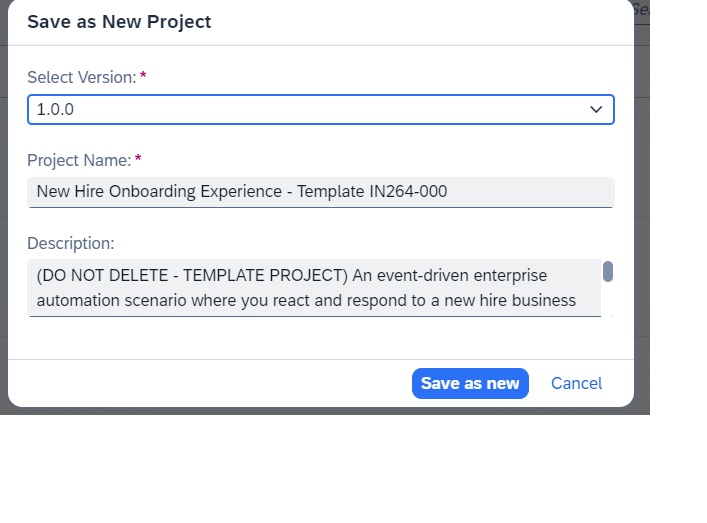 Save as New Project
Select Version: *
1.0.0
Project Name: *
New Hire Onboarding Experience - Template IN264-000
Description:
(DO NOT DELETE - TEMPLATE PROJECT) An event-driven enterprise
automation scenario where you react and respond to a new hire business
Save as new Cancel